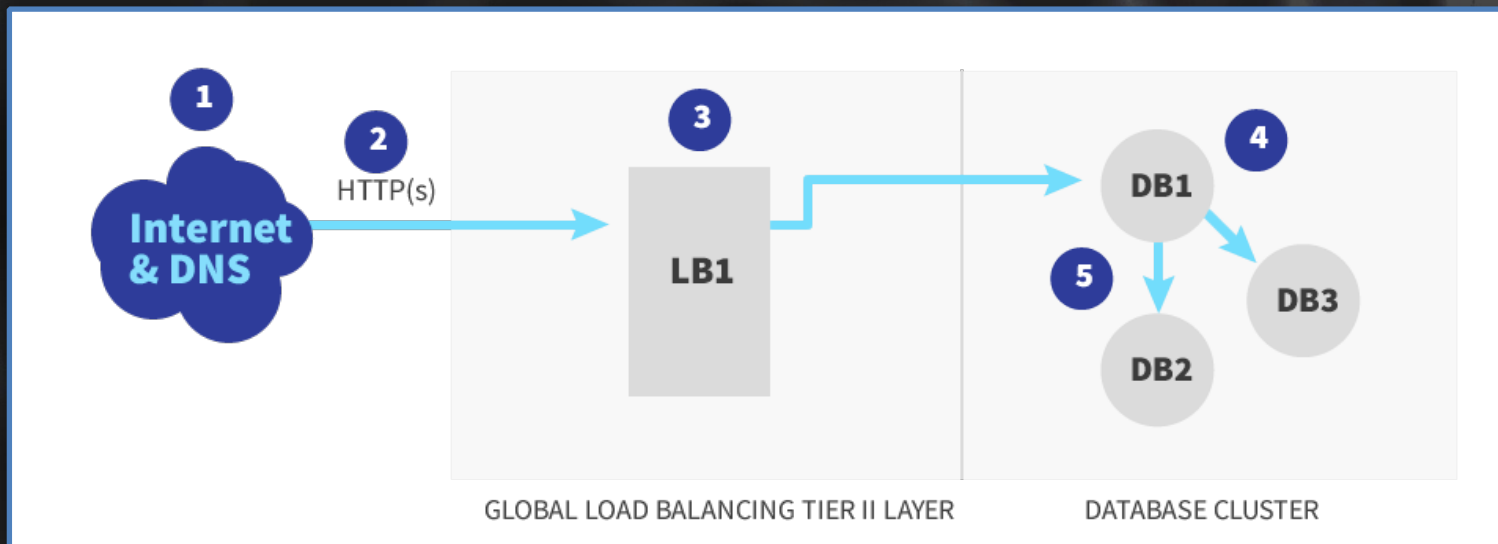 1
2
HTTP(s)
Internet
& DNS
3
LB1
4
DB1
5
DB3
DB2
GLOBAL LOAD BALANCING TIER II LAYER
DATABASE CLUSTER